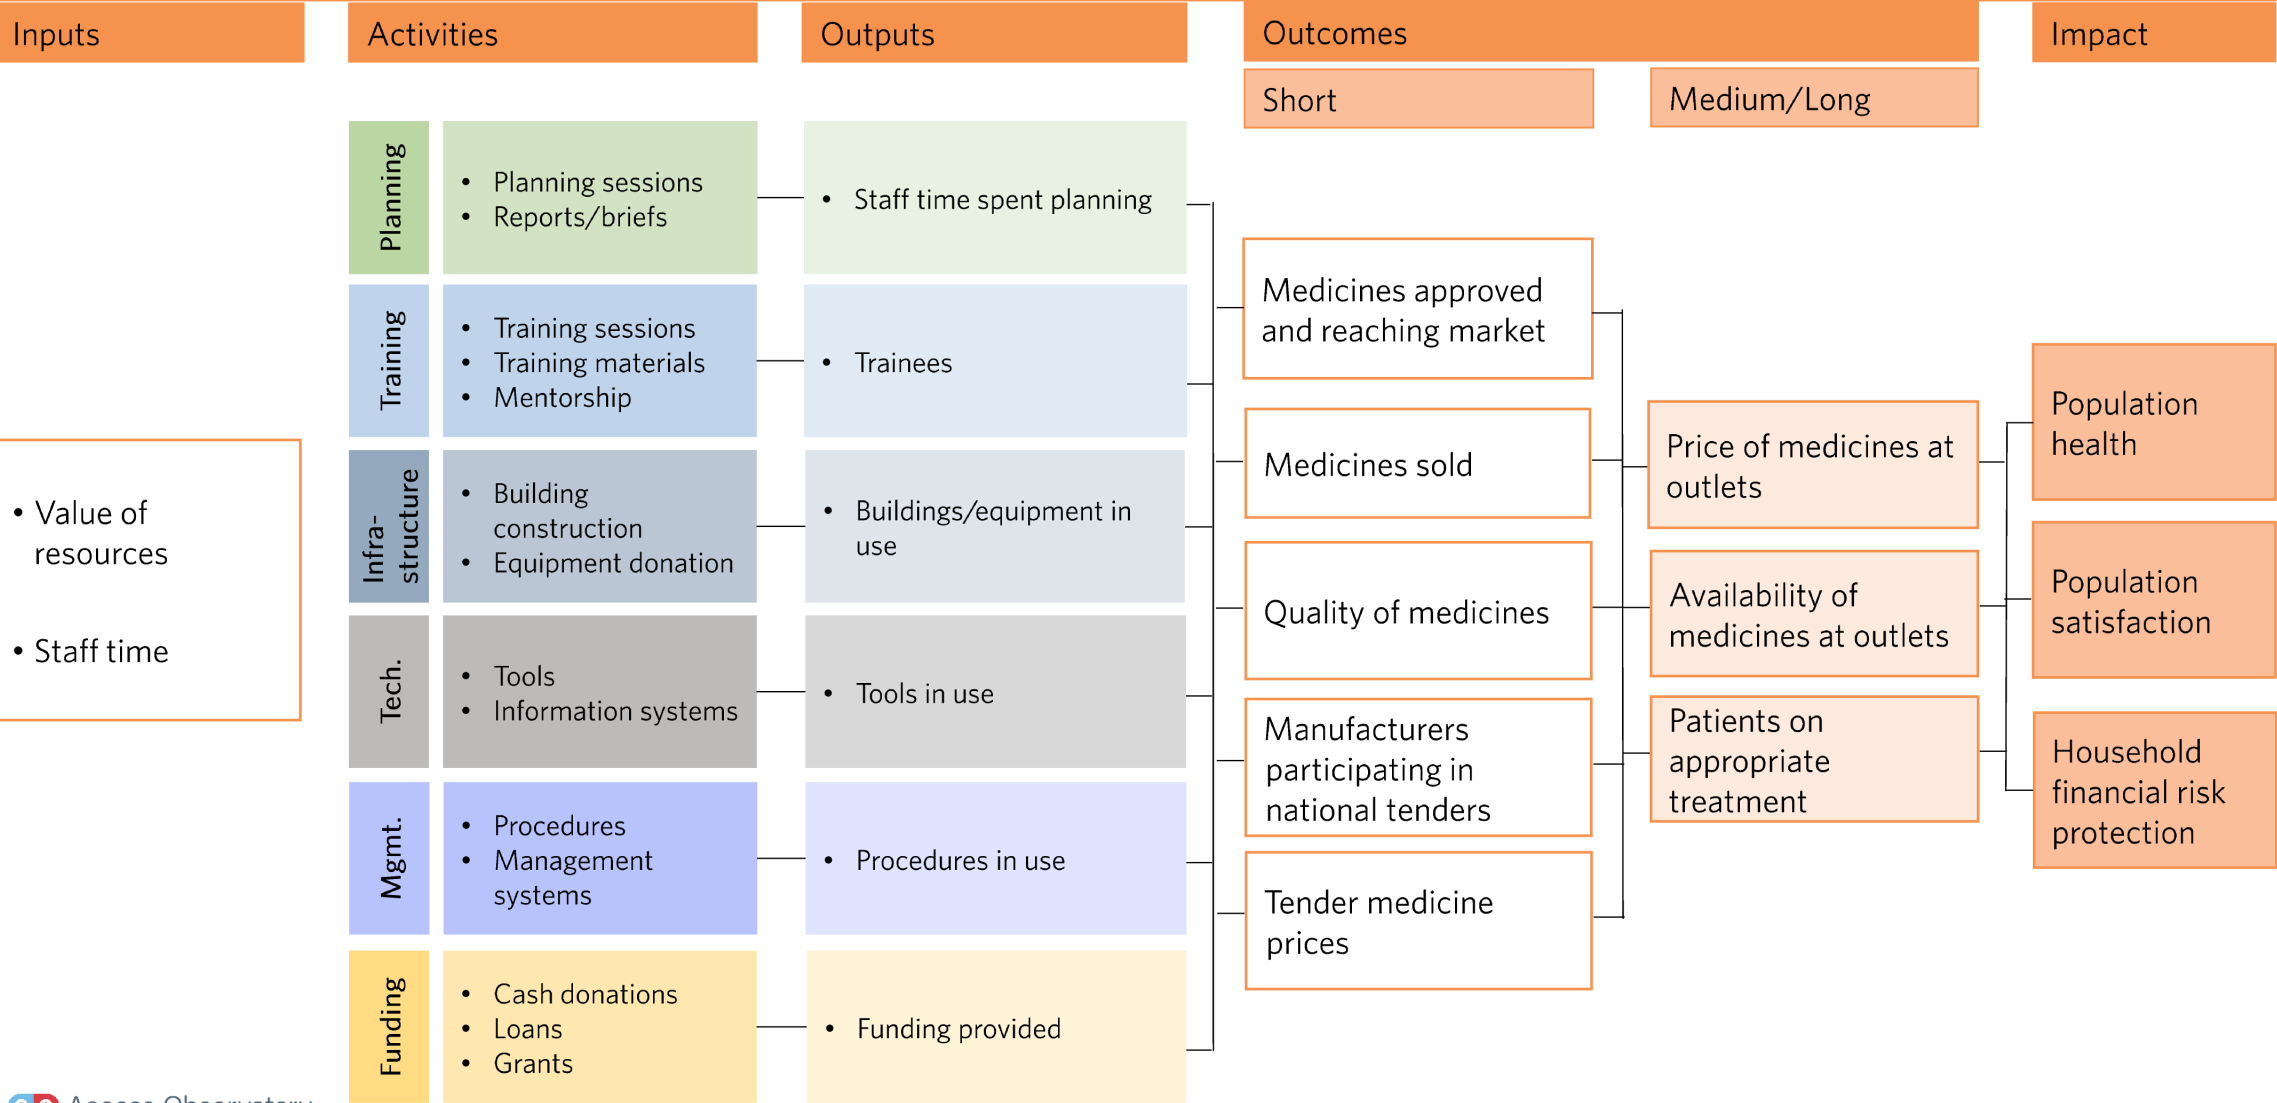 Inputs
Activities
Outputs
Outcomes
Impact
Short
Medium/Long
• Value of
resources
• Staff time
Planning
• Planning sessions
• Reports/briefs
• Staff time spent planning
Training
• Training sessions
• Training materials
• Mentorship
• Trainees
Infra-
structure
• Building
construction
• Equipment donation
• Buildings/equipment in
use
Tech.
• Tools
• Information systems
• Tools in use
Mgmt.
• Procedures
• Management
systems
• Procedures in use
Funding
• Cash donations
• Loans
• Grants
• Funding provided
Medicines approved
and reaching market
Medicines sold
Quality of medicines
Manufacturers
participating in
national tenders
Tender medicine
prices
Price of medicines at
outlets
Availability of
medicines at outlets
Patients on
appropriate
treatment
Population
health
Population
satisfaction
Household
financial risk
protection
Access Observatory